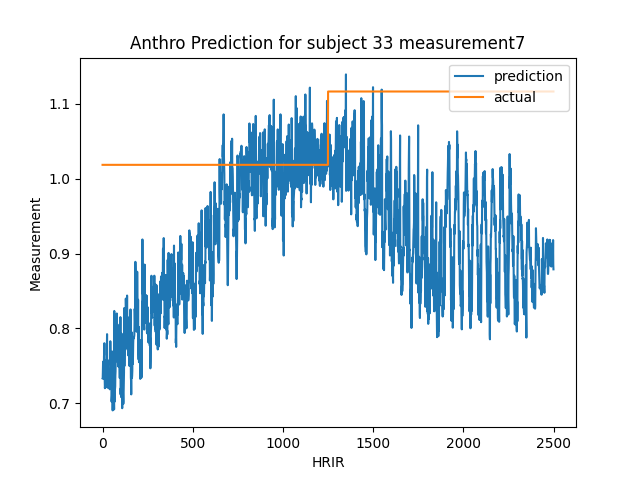 Anthro Prediction for subject 33 measurement7
prediction
actual
1.1
1.0
0.9
0.8
0.7
Measurement
0
500
1000
1500
2000
2500
HRIR